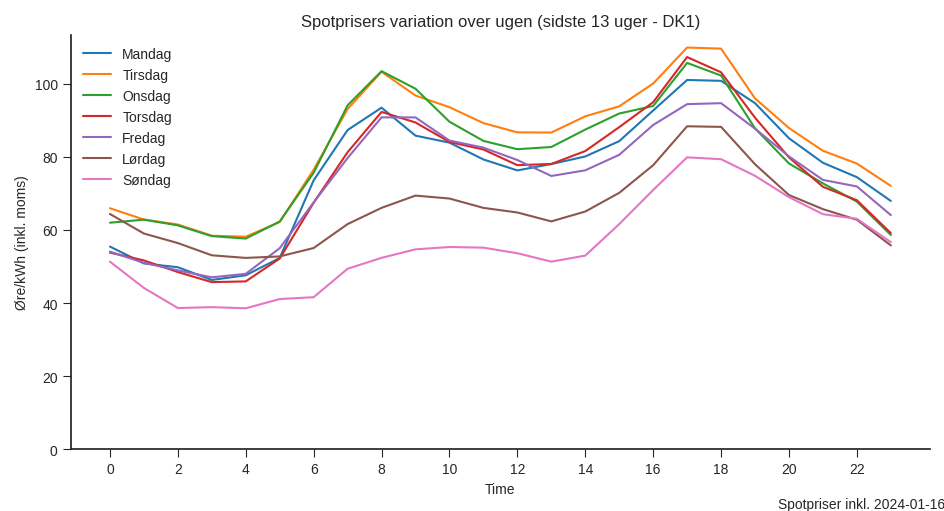 Spotprisers variation over ugen (sidste 13 uger - DK1)
Mandag
Tirsdag
Onsdag
Torsdag
Fredag
Lørdag
Søndag
Øre/kWh (inkl. moms)
100
80
60
40
20
0
0 2 4 6 8 10 12 14 16 18 20 22
Time
Spotpriser inkl. 2024-01-16